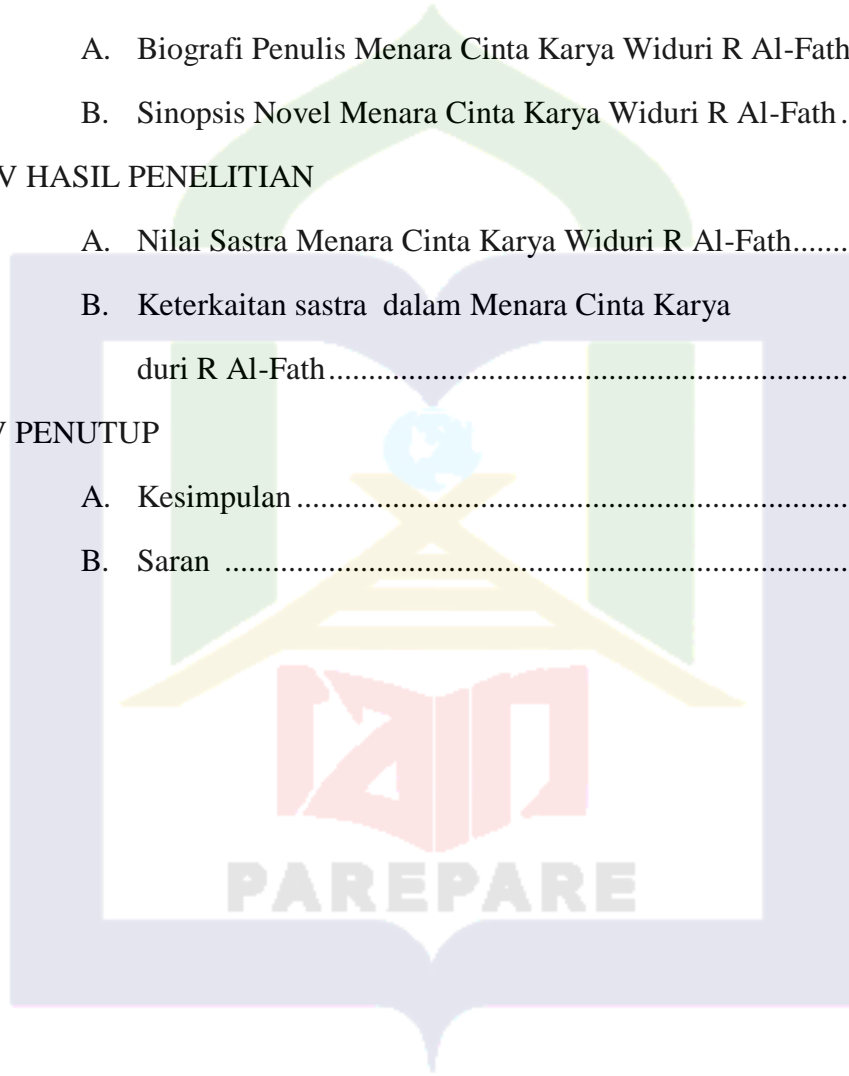 A. Biografi Penulis Menara Cinta Karya Widuri R Al-Fath
B. Sinopsis Novel Menara Cinta Karya Widuri R Al-Fath .
V HASIL PENELITIAN
A. Nilai Sastra Menara Cinta Karya Widuri R Al-Fath.......
B. Keterkaitan sastra dalam Menara Cinta Karya
duri R Al-Fath..................................................................
V PENUTUP
A. Kesimpulan ......................................................................
B. Saran ...............................................................................
iain
PAREPARE